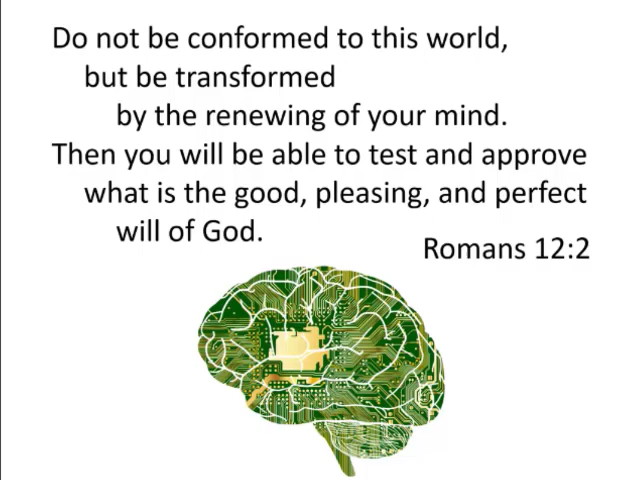 Do not be conformed to this world,
but be transformed
by the renewing of your mind.
Then you will be able to test and approve
what is the good, pleasing, and perfect
will of God.
Romans 12:2